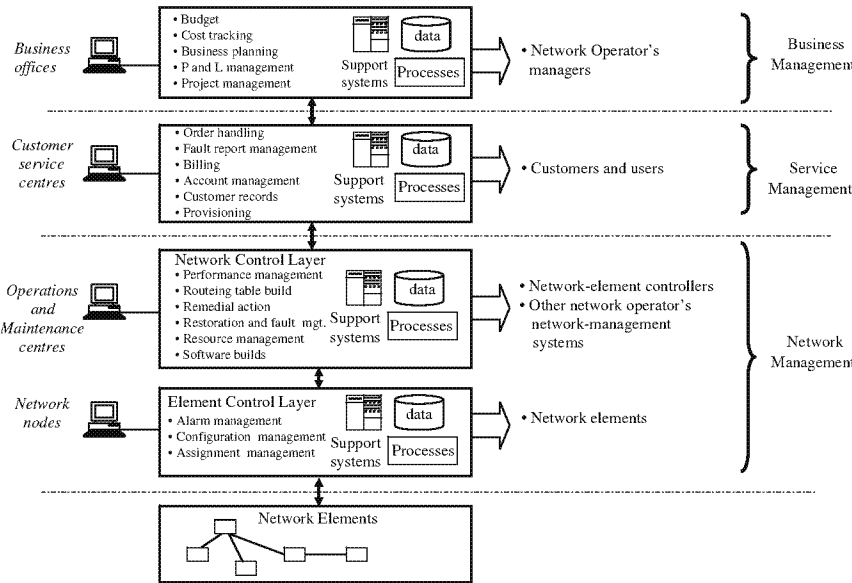 Business
offices
• Budget
• Cost tracking
• Business planning
• P and L management
• Project management
Support
systems
data
Processes
• Network Operator's
managers
Business
Management
Customer
service
centres
• Order handling
• Fault report management
• Billing
• Account management
• Customer records
• Provisioning
Support
systems
data
Processes
• Customers and users
Service
Management
Operations
and
Maintenance
centres
Network Control Layer
• Performance management
• Routeing table build
• Remedial action
• Restoration and fault mgt.
• Resource management
• Software builds
Support
systems
data
Processes
• Network-element controllers
• Other network operator's
network-management
systems
Network
Management
Network
nodes
Element Control Layer
• Alarm management
• Configuration management
• Assignment management
Support
systems
data
Processes
• Network elements
Network Elements